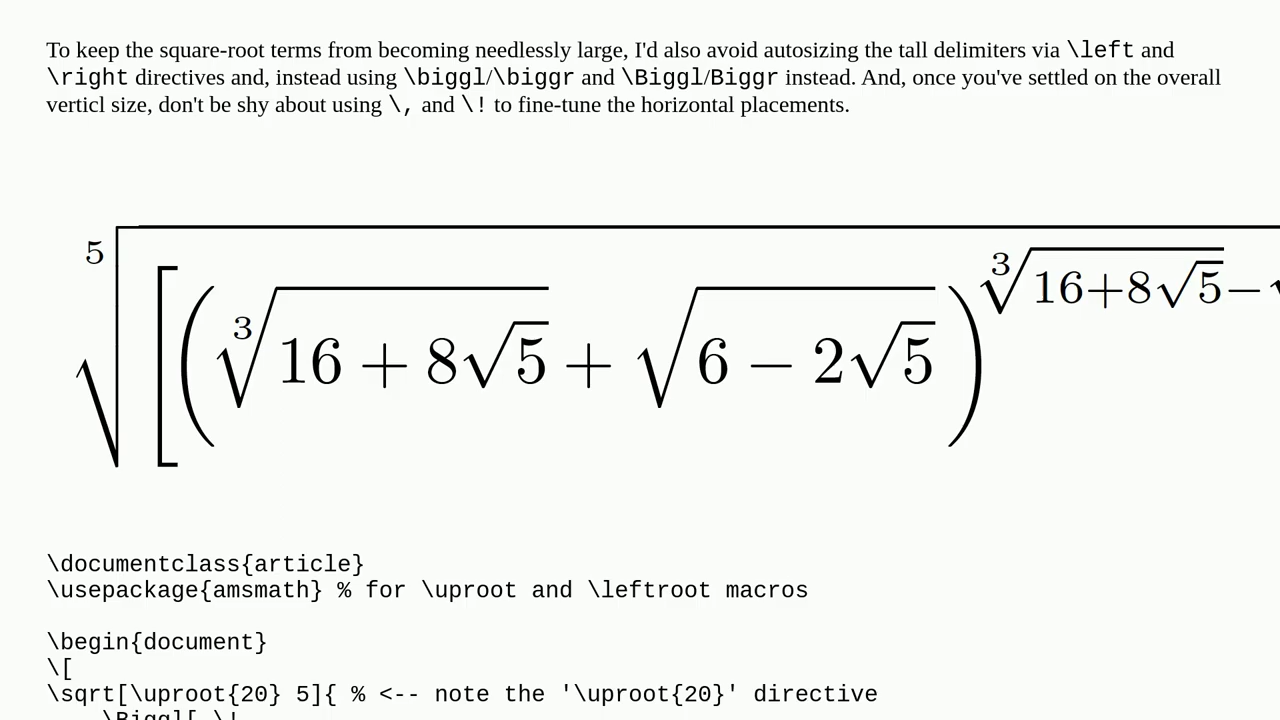 To keep the square-root terms from becoming needlessly large, I'd also avoid autosizing the tall delimiters via \left and
\right directives and, instead using \biggl/\biggr and \Biggl/Biggr instead. And, once you've settled on the overall
verticl size, don't be shy about using \, and \! to fine-tune the horizontal placements.
5√[(3√16 + 8√5 + √6 − 2√5)^3√16+8√5−
\documentclass{article}
\usepackage{amsmath} % for \uproot and \leftroot macros
\begin{document}
\[
\sqrt[\uproot{20} 5]{ % <-- note the '\uproot{20}' directive
\Biggl[ \!